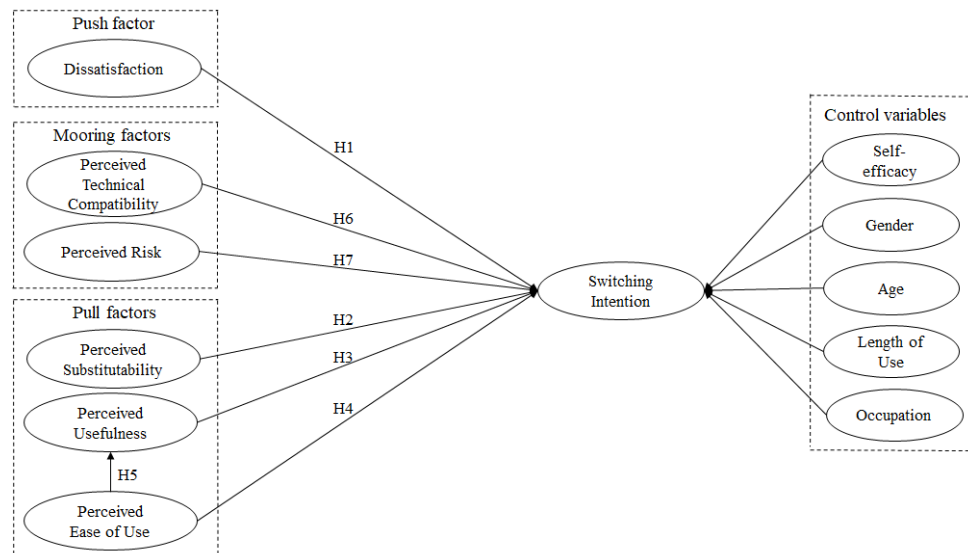 Push factor
Dissatisfaction
H1
Mooring factors
Perceived
Technical
Compatibility
H6
Perceived Risk
H7
Pull factors
Perceived
Substitutability
H2
Perceived
Usefulness
H3
H4
H5
Perceived
Ease of Use
Switching
Intention
Control variables
Self-
efficacy
Gender
Age
Length of
Use
Occupation